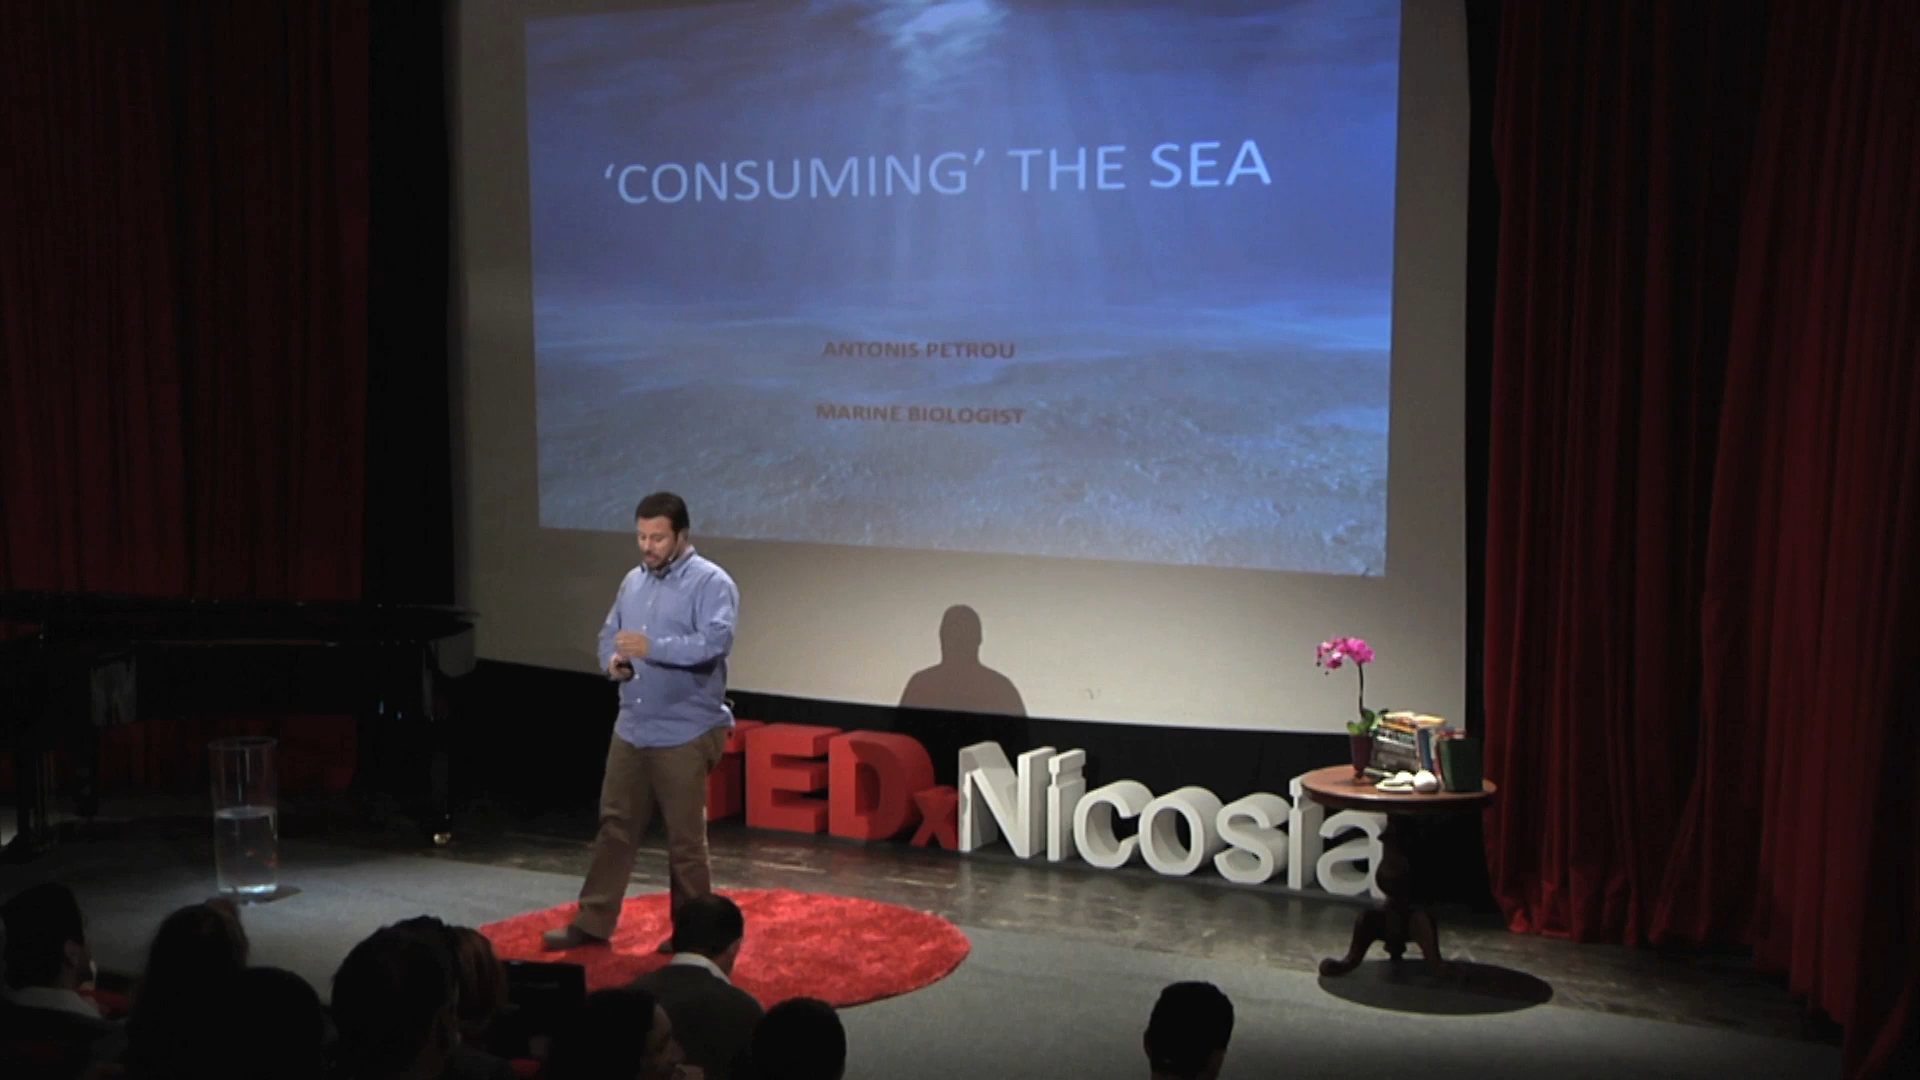 ‘CONSUMING’ THE SEA
ANTONIS PETROU
MARINE BIOLOGIST
TEDxNicosia